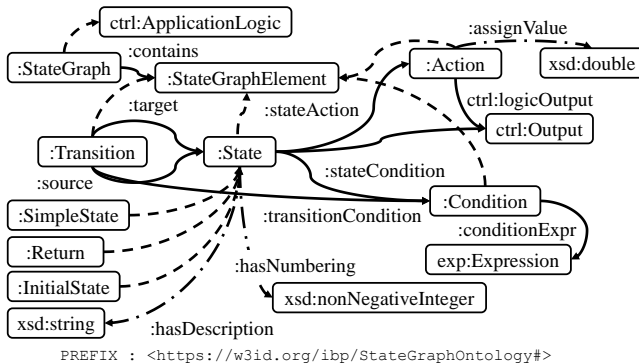 ctrl:ApplicationLogic
:assignValue
:contains
:StateGraph
:StateGraphElement
:Action
xsd:double
:target
:stateAction
ctrl:logicOutput
ctrl:Output
:Transition
:State
:stateCondition
:source
:SimpleState
:transitionCondition
:Condition
:Return
:conditionExpr
:hasNumbering
exp:Expression
:InitialState
xsd:nonNegativeInteger
xsd:string
:hasDescription
PREFIX : <https://w3id.org/ibp/StateGraphOntology#>